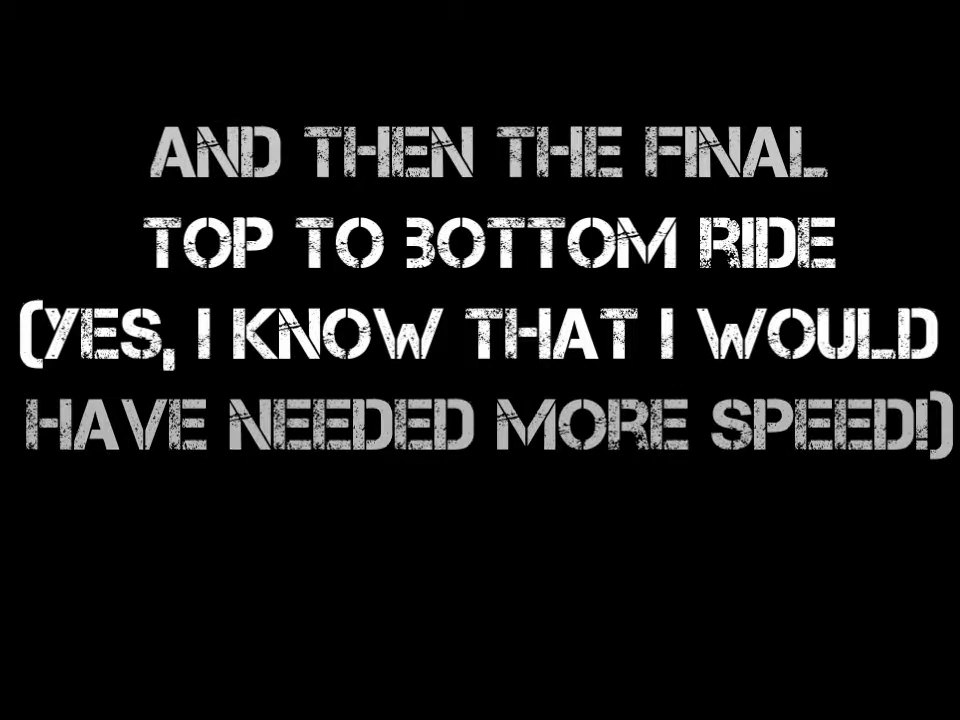 AND THEN THE FINAL
TOP TO BOTTOM RIDE
(YES, I KNOW THAT I WOULD
HAVE NEEDED MORE SPEED!)